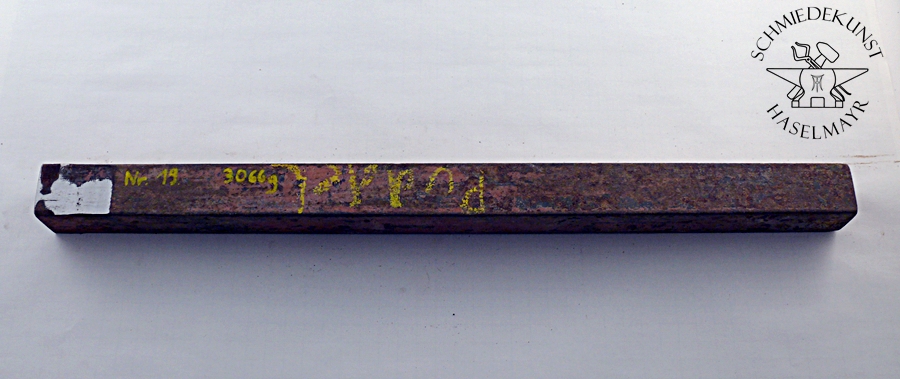 SCHMIEDEKUNST
HASELMAYR
Nr. 19 3066g